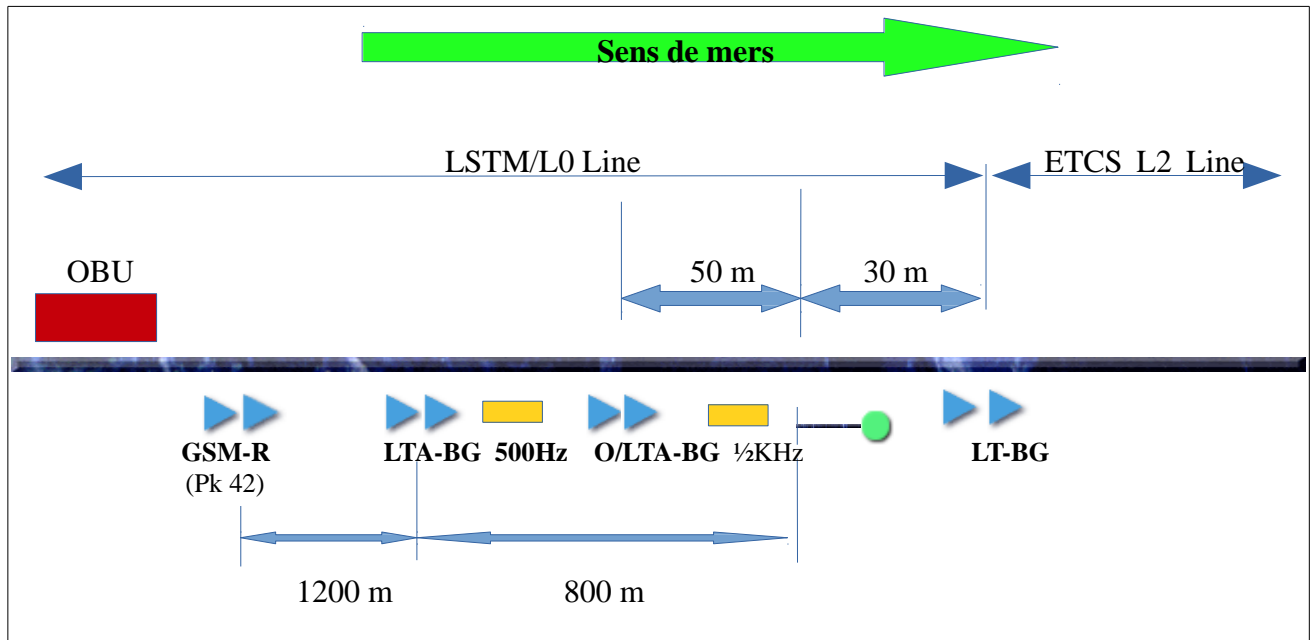 Sens de mers
LSTM/L0 Line
ETCS L2 Line
OBU
50 m
30 m
GSM-R
(Pk 42)
LTA-BG
500Hz
O/LTA-BG
½KHz
LT-BG
1200 m
800 m